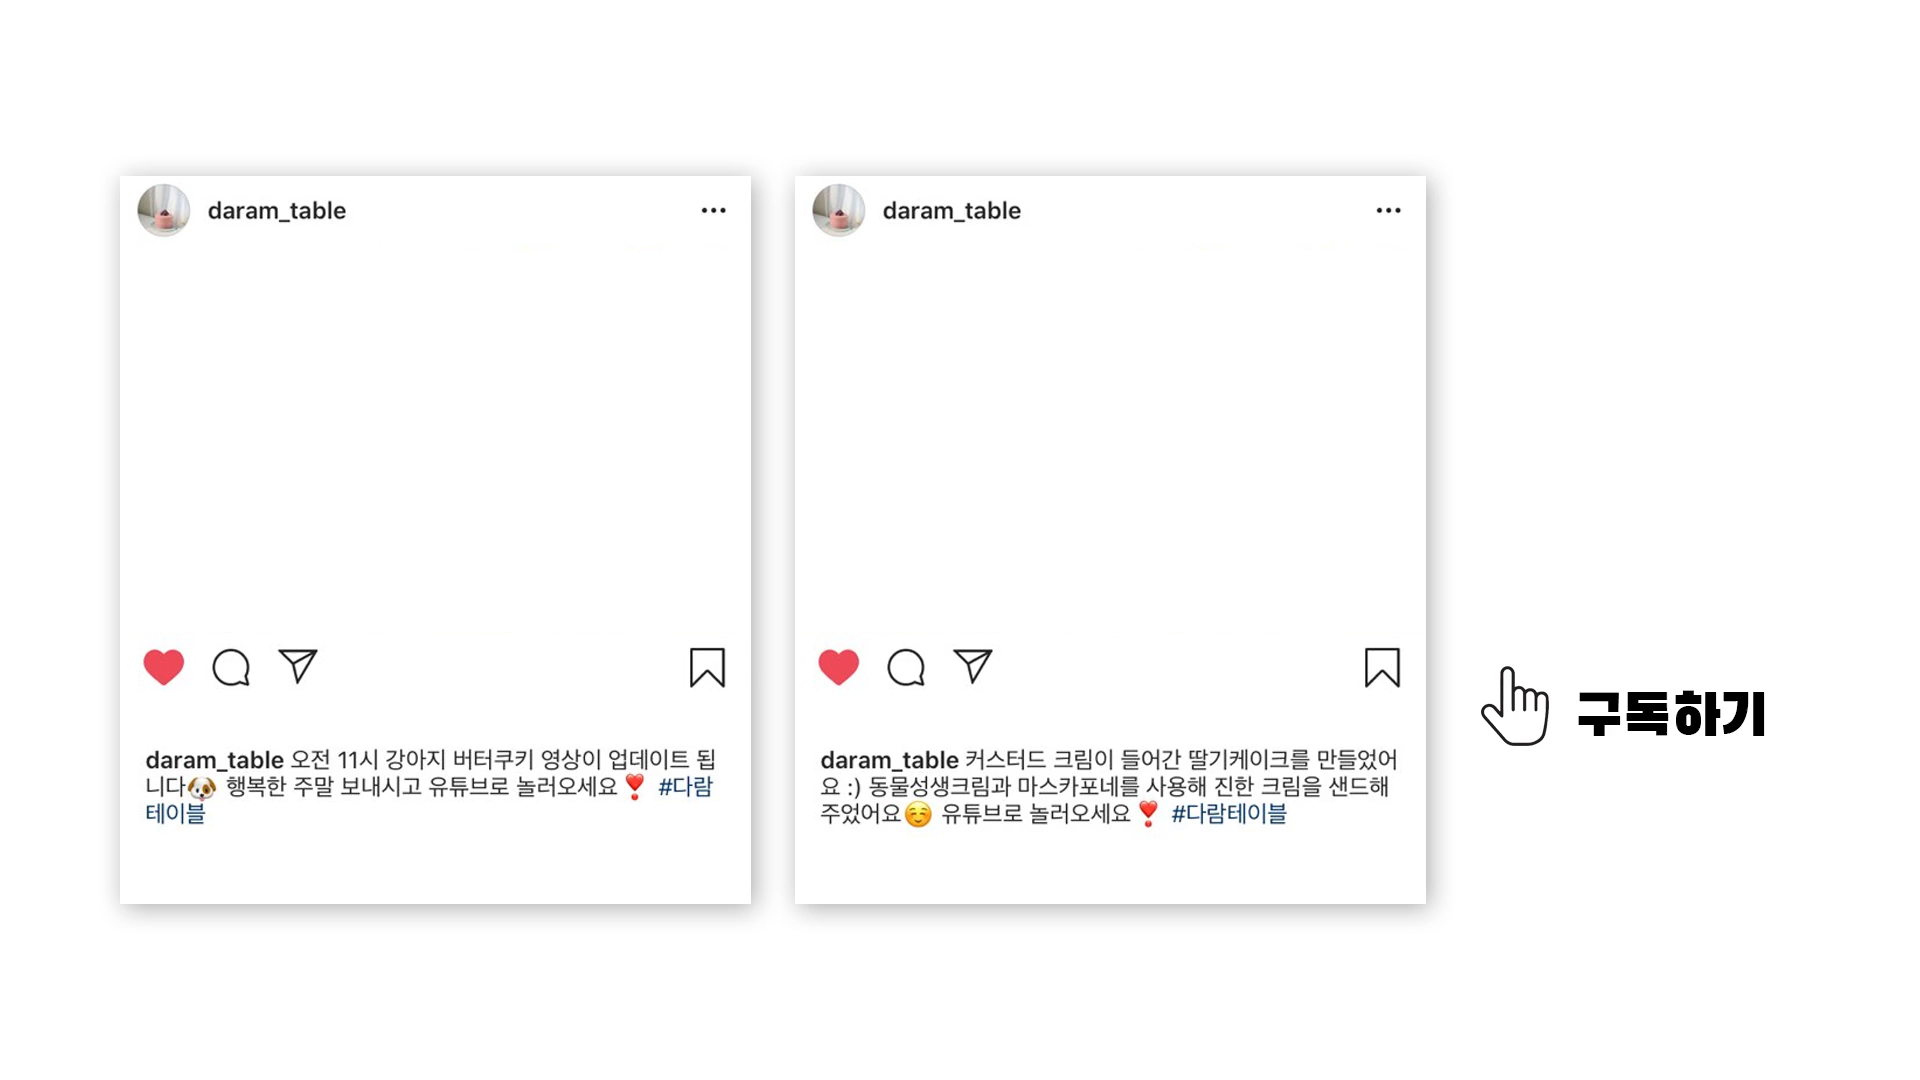 daram_table
daram_table 오전 11시 강아지 버터쿠키 영상이 업데이트 됩
니다🐶 행복한 주말 보내시고 유튜브로 놀러오세요❣️ #다람
테이블
daram_table
daram_table 커스터드 크림이 들어간 딸기케이크를 만들었어
요 :) 동물성생크림과 마스카포네를 사용해 진한 크림을 샌드해
주었어요☺️ 유튜브로 놀러오세요❣️ #다람테이블
구독하기